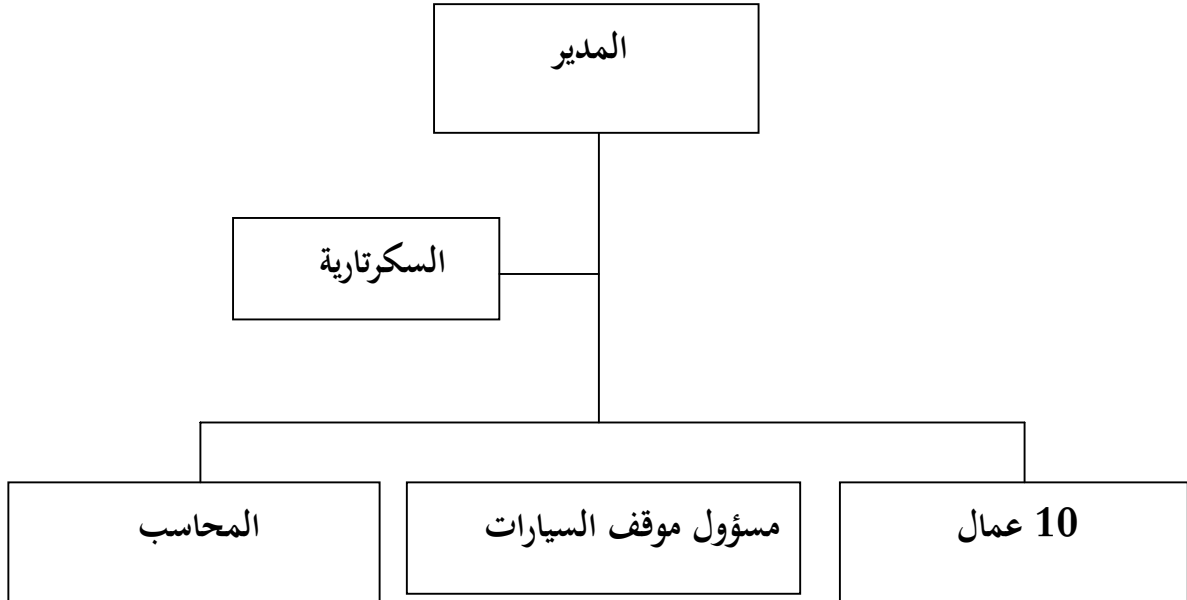 المدير
السكرتارية
10 عمال
مسؤول موقف السيارات
المحاسب